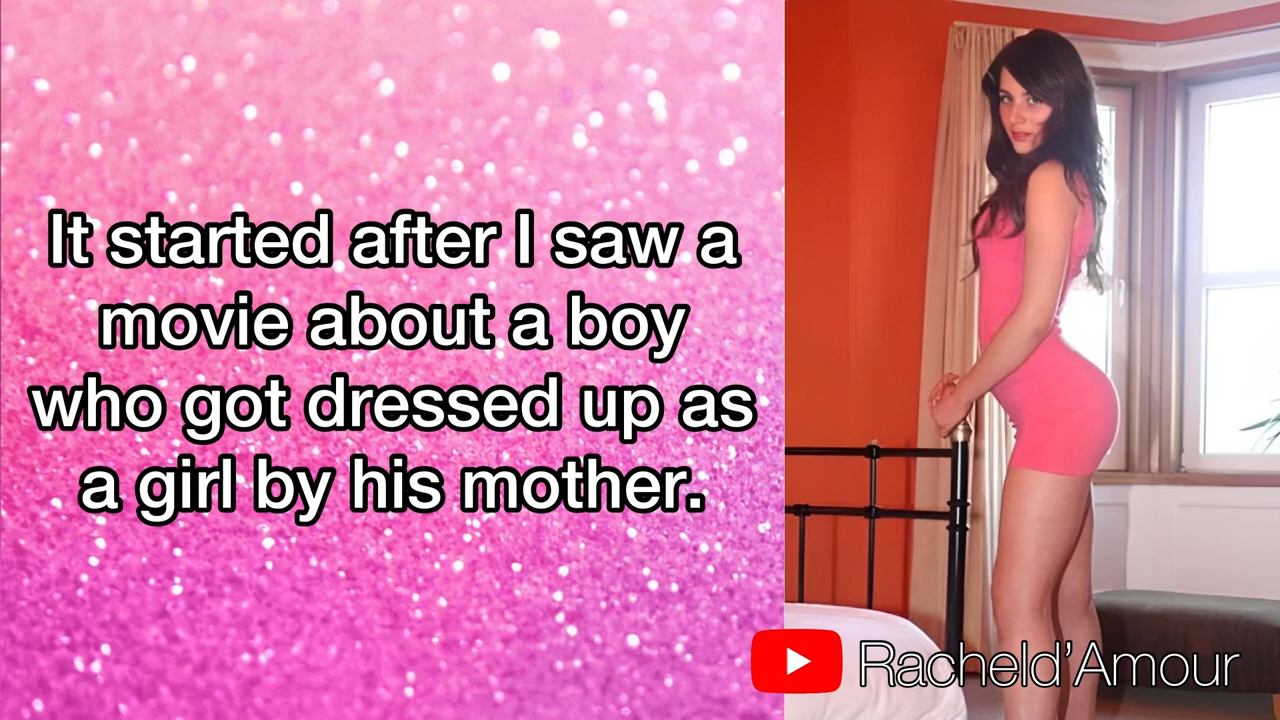 It started after I saw a
movie about a boy
who got dressed up as
a girl by his mother.
Racheld'Amour